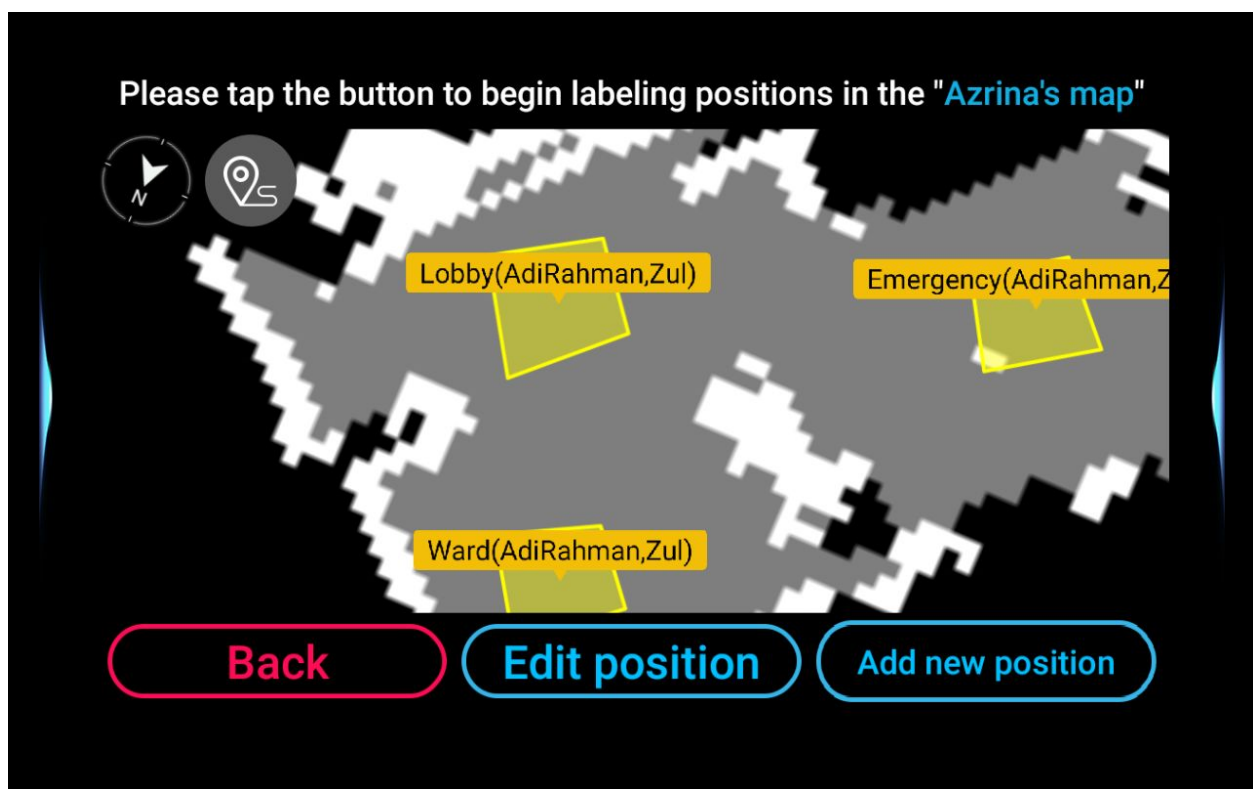 Please tap the button to begin labeling positions in the "Azrina's map"
N
Lobby(AdiRahman,Zul)
Emergency(AdiRahman,Z
Ward(AdiRahman,Zul)
Back
Edit position
Add new position